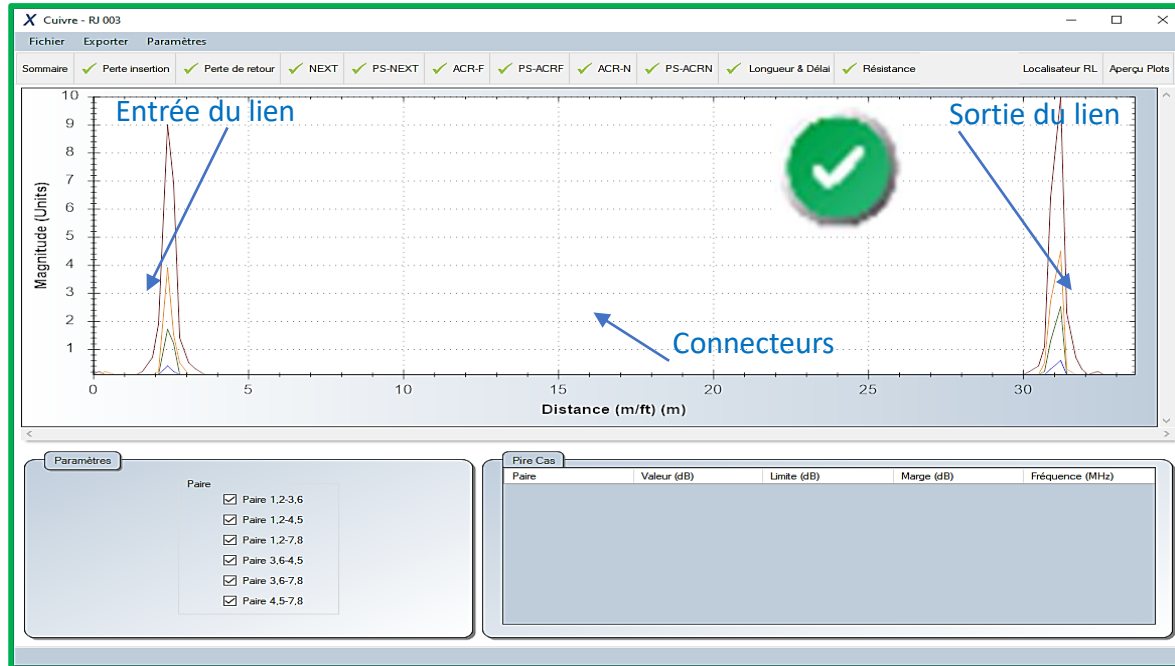 X Cuivre - RJ 003
Fichier Exporter Paramètres
Sommaire Perte insertion Perte de retour NEXT PS-NEXT ACR-F PS-ACRF ACR-N PS-ACRN Longueur & Délai Résistance Localisateur RL Aperçu Plots
Entrée du lien
Sortie du lien
Connecteurs
Magnitude (Units)
10
9
8
7
6
5
4
3
2
1
0 5 10 15 20 25 30
Distance (m/ft) (m)
Paramètres
Paire
Paire 1,2-3,6
Paire 1,2-4,5
Paire 1,2-7,8
Paire 3,6-4,5
Paire 3,6-7,8
Paire 4,5-7,8
Pire Cas
Paire Valeur (dB) Limite (dB) Marge (dB) Fréquence (MHz)